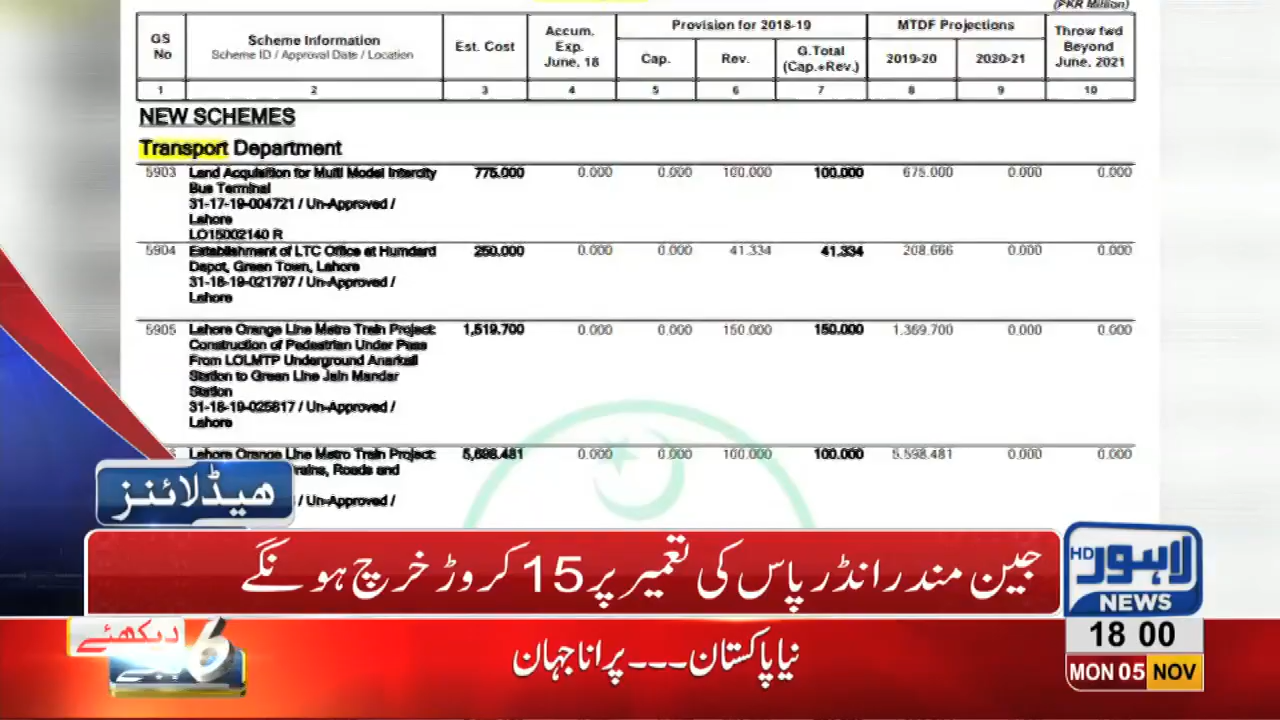 (PKR Million)
GS No
Scheme Information
Scheme ID / Approval Date / Location
Est. Cost
Accum. Exp. June, 18
Provision for 2018-19
Cap.
Rev.
G.Total (Cap.+Rev.)
MTDF Projections
2019-20
2020-21
Throw fwd Beyond June, 2021
1 2 3 4 5 6 7 8 9 10
NEW SCHEMES
Transport Department
5903 Land Acquisition for Multi Model Intercity 775.000 0.000 0.000 100.000 100.000 675.000 0.000 0.000
Bus Terminal
31-17-19-004721 / Un-Approved /
Lahore
LO15002140 R
5904 Establishment of LTC Office at Humdard 250.000 0.000 0.000 41.334 41.334 208.666 0.000 0.000
Depot, Green Town, Lahore
31-18-19-021797 / Un-Approved /
Lahore
5905 Lahore Orange Line Metro Train Project: 1,519.700 0.000 0.000 150.000 150.000 1,369.700 0.000 0.000
Construction of Pedestrian Under Pass
From LOLMTP Underground Anarkali
Station to Green Line Jain Mandar
Station
31-18-19-025817 / Un-Approved /
Lahore
Lahore Orange Line Metro Train Project: 5,698.481 0.000 0.000 100.000 100.000 5,598.481 0.000 0.000
Roads and
/ Un-Approved /
ھیڈلائنز
جین مندر انڈر پاس کی تعمیر پر 15 کروڑ خرچ ہونگے
لاہور HD
NEWS
دیکھئے
6 بجے
نیا پاکستان --- پرانا جہان
18 00
MON 05 NOV